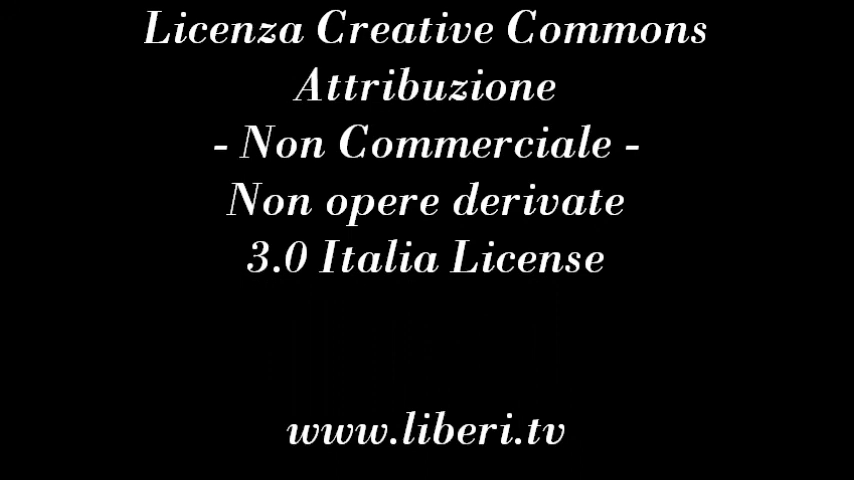 Licenza Creative Commons
Attribuzione
- Non Commerciale -
Non opere derivate
3.0 Italia License
www.liberi.tv